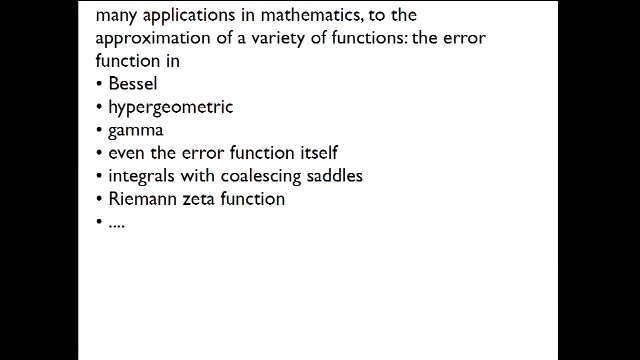 many applications in mathematics, to the
approximation of a variety of functions: the error
function in
• Bessel
• hypergeometric
• gamma
• even the error function itself
• integrals with coalescing saddles
• Riemann zeta function
• ....